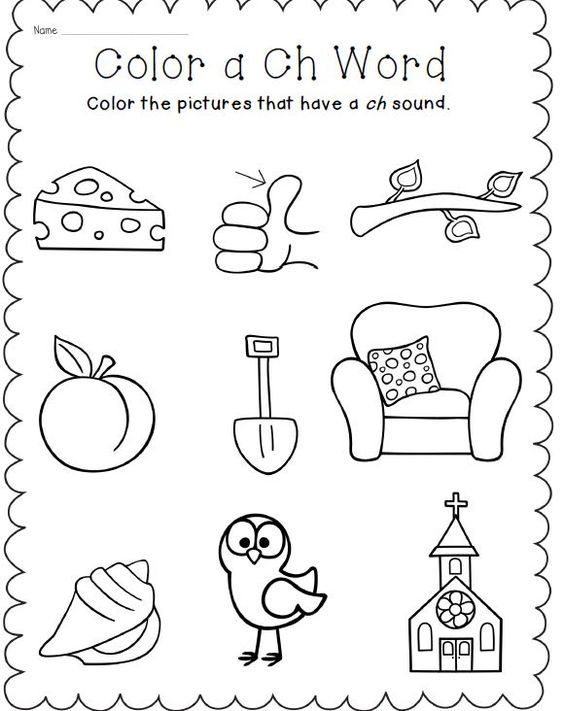 Name
Color a Ch Word
Color the pictures that have a ch sound.